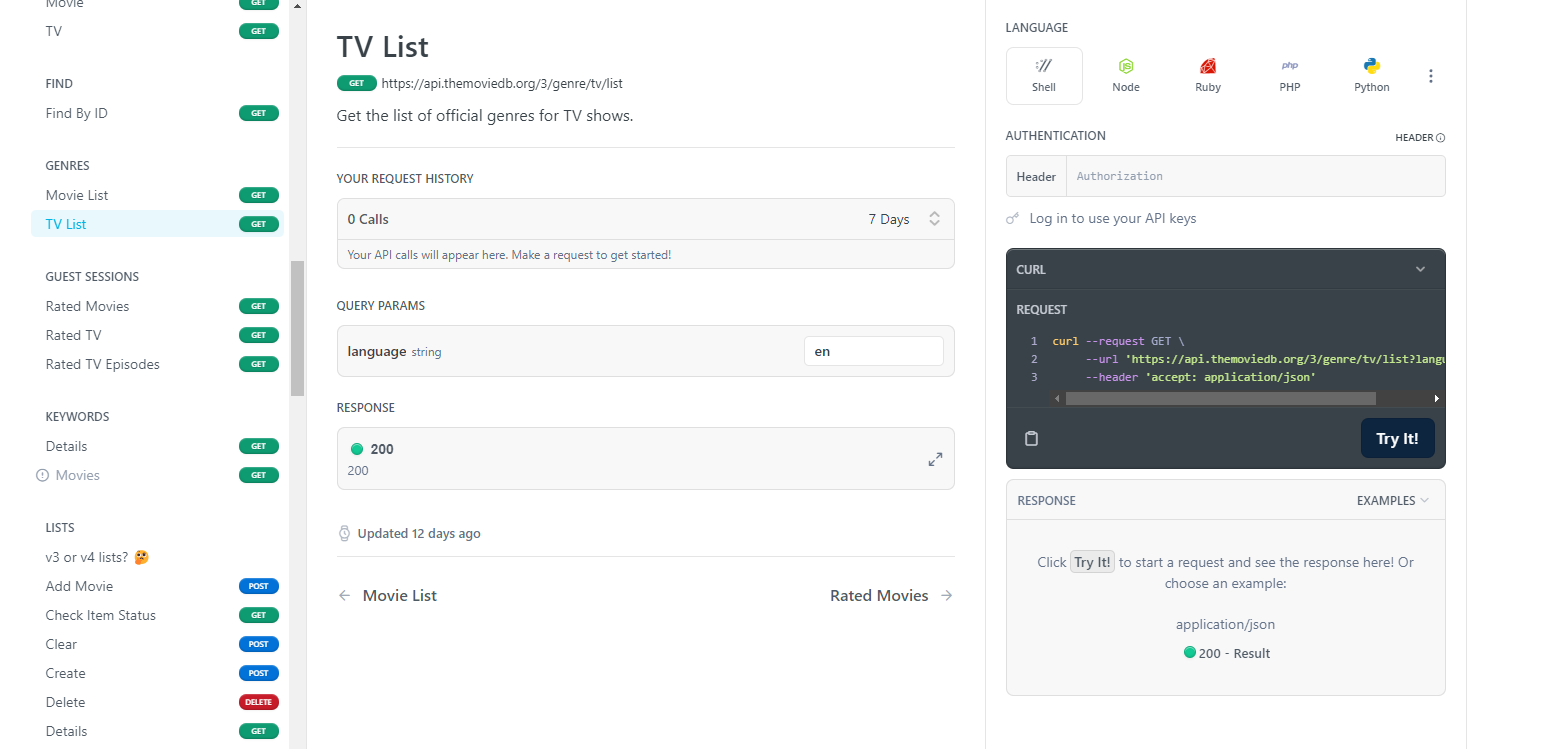 Movie GET
TV GET
FIND
Find By ID GET
GENRES
Movie List GET
TV List GET
GUEST SESSIONS
Rated Movies GET
Rated TV GET
Rated TV Episodes GET
KEYWORDS
Details GET
Movies GET
LISTS
v3 or v4 lists? 🤔
Add Movie POST
Check Item Status GET
Clear POST
Create POST
Delete DELETE
Details GET
TV List
GET https://api.themoviedb.org/3/genre/tv/list
Get the list of official genres for TV shows.
YOUR REQUEST HISTORY
0 Calls 7 Days
Your API calls will appear here. Make a request to get started!
QUERY PARAMS
language string en
RESPONSE
200
200
Updated 12 days ago
Movie List Rated Movies
LANGUAGE
Shell Node Ruby php PHP Python
AUTHENTICATION HEADER
Header Authorization
Log in to use your API keys
CURL
REQUEST
1 curl --request GET \
2 --url 'https://api.themoviedb.org/3/genre/tv/list?langu
3 --header 'accept: application/json'
Try It!
RESPONSE EXAMPLES
Click Try It! to start a request and see the response here! Or
choose an example:
application/json
200 - Result